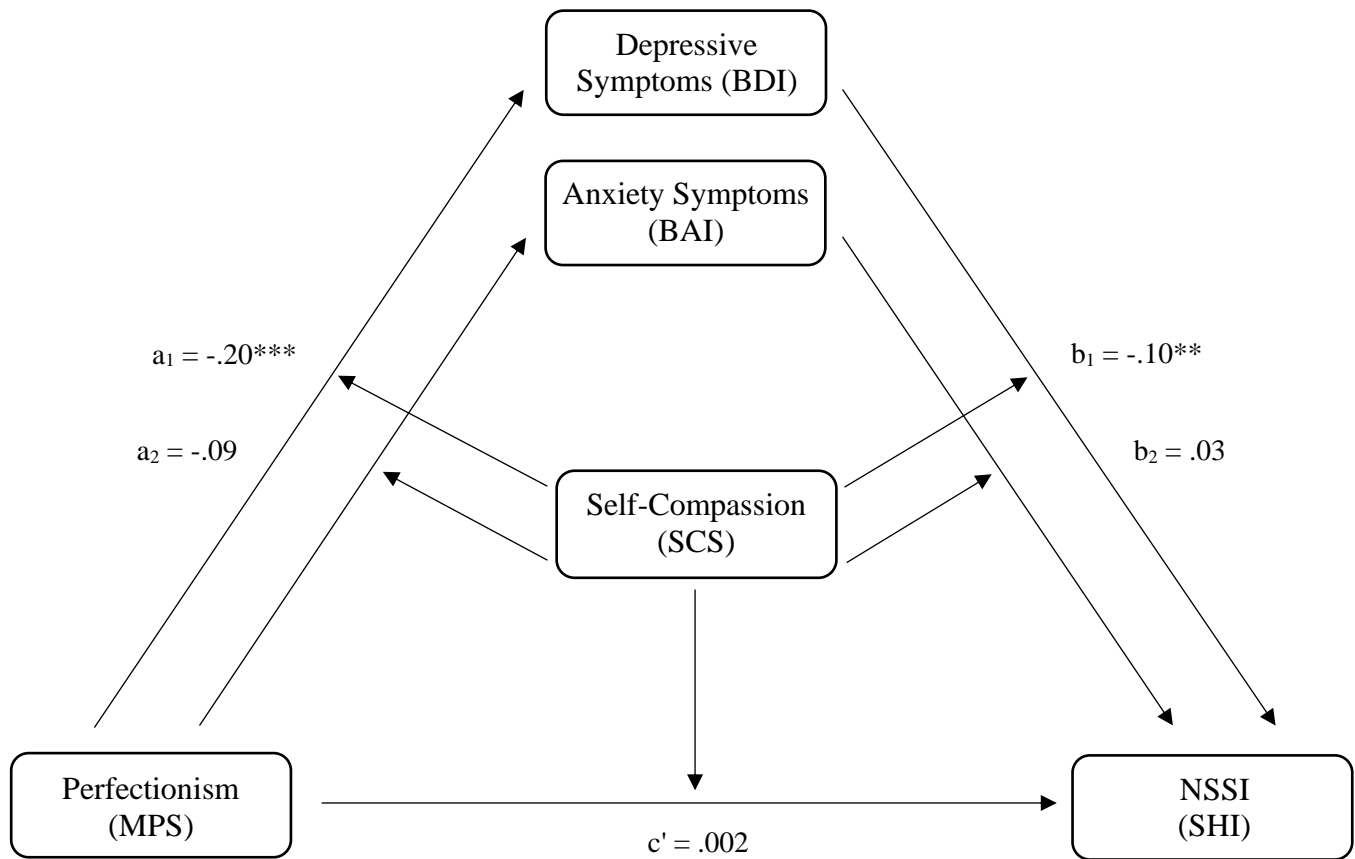 Depressive
Symptoms (BDI)
Anxiety Symptoms
(BAI)
a₁ = -.20***
b₁ = -.10**
a₂ = -.09
b₂ = .03
Self-Compassion
(SCS)
Perfectionism
(MPS)
NSSI
(SHI)
c' = .002